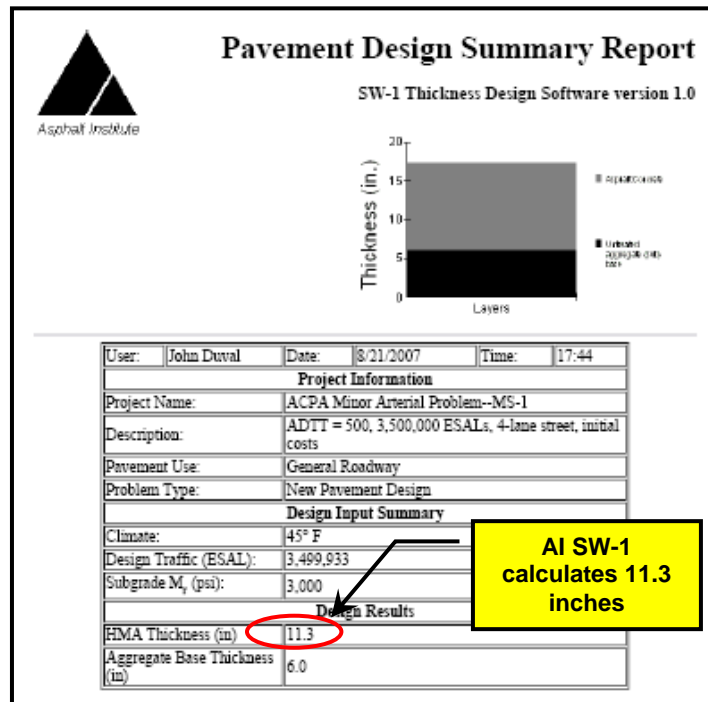 Pavement Design Summary Report
SW-1 Thickness Design Software version 1.0
Asphalt Institute
20
15
10
5
0
Thickness (in.)
Layers
Asphalt Concrete
Untreated
aggregate
base
User: John Duval Date: 8/21/2007 Time: 17:44
Project Information
Project Name: ACPA Minor Arterial Problem--MS-1
Description: ADTT = 500, 3,500,000 ESALs, 4-lane street, initial
costs
Pavement Use: General Roadway
Problem Type: New Pavement Design
Design Input Summary
Climate: 45° F
Design Traffic (ESAL): 3,499,933
Subgrade Mr (psi): 3,000
Design Results
HMA Thickness (in) 11.3
Aggregate Base Thickness
(in) 6.0
AI SW-1
calculates 11.3
inches